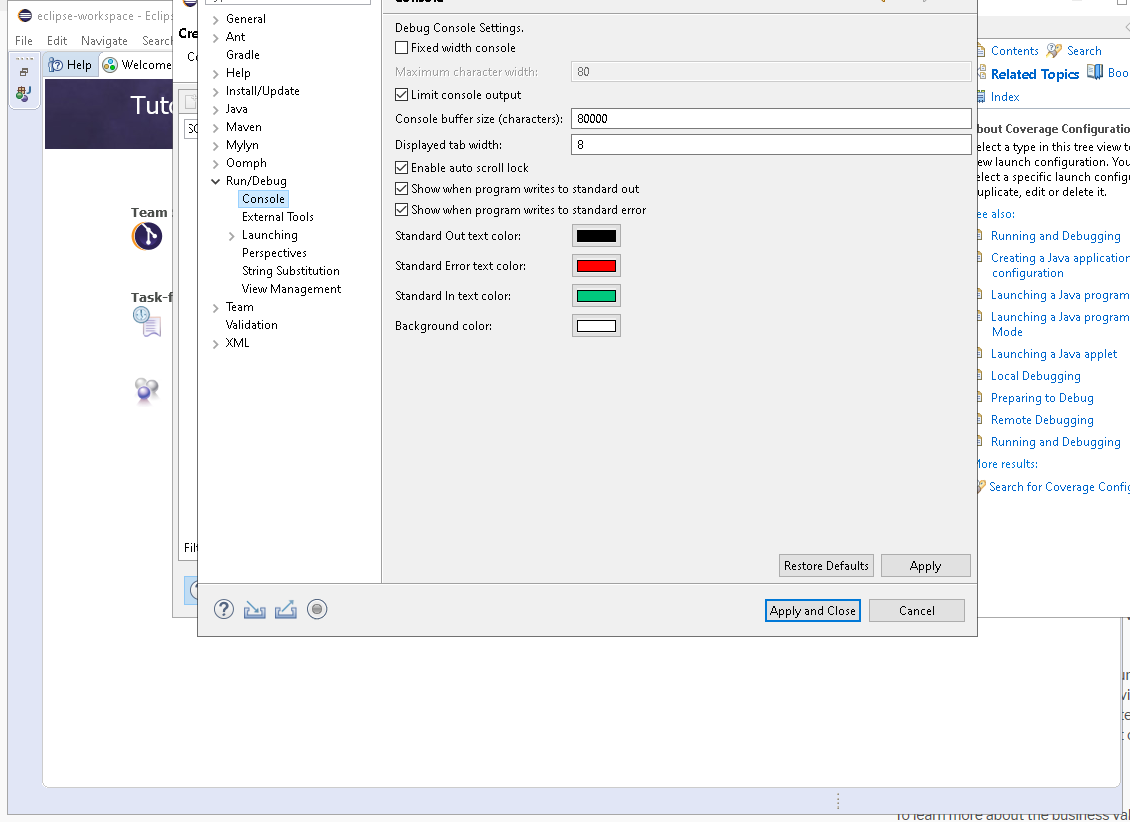 eclipse-workspace - Eclips
File Edit Navigate Search
Help Welcome
Tuto
Team
Task-f
Cre
General
Ant
Gradle
Help
Install/Update
Java
Maven
Mylyn
Oomph
Run/Debug
Console
External Tools
Launching
Perspectives
String Substitution
View Management
Team
Validation
XML
Filt
Debug Console Settings.
Fixed width console
Maximum character width: 80
Limit console output
Console buffer size (characters): 80000
Displayed tab width: 8
Enable auto scroll lock
Show when program writes to standard out
Show when program writes to standard error
Standard Out text color:
Standard Error text color:
Standard In text color:
Background color:
Restore Defaults Apply
Apply and Close Cancel
Contents Search
Related Topics Boo
Index
bout Coverage Configuratio
elect a type in this tree view to
ew launch configuration. You
elect a specific launch configu
uplicate, edit or delete it.
ee also:
Running and Debugging
Creating a Java application
configuration
Launching a Java program
Launching a Java program
Mode
Launching a Java applet
Local Debugging
Preparing to Debug
Remote Debugging
Running and Debugging
More results:
Search for Coverage Config
To learn more about the business val